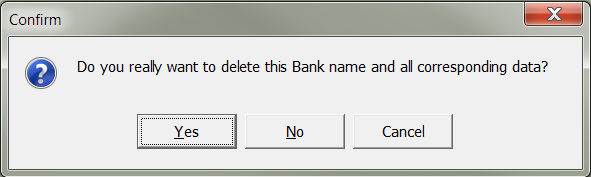 Confirm
Do you really want to delete this Bank name and all corresponding data?
Yes
No
Cancel